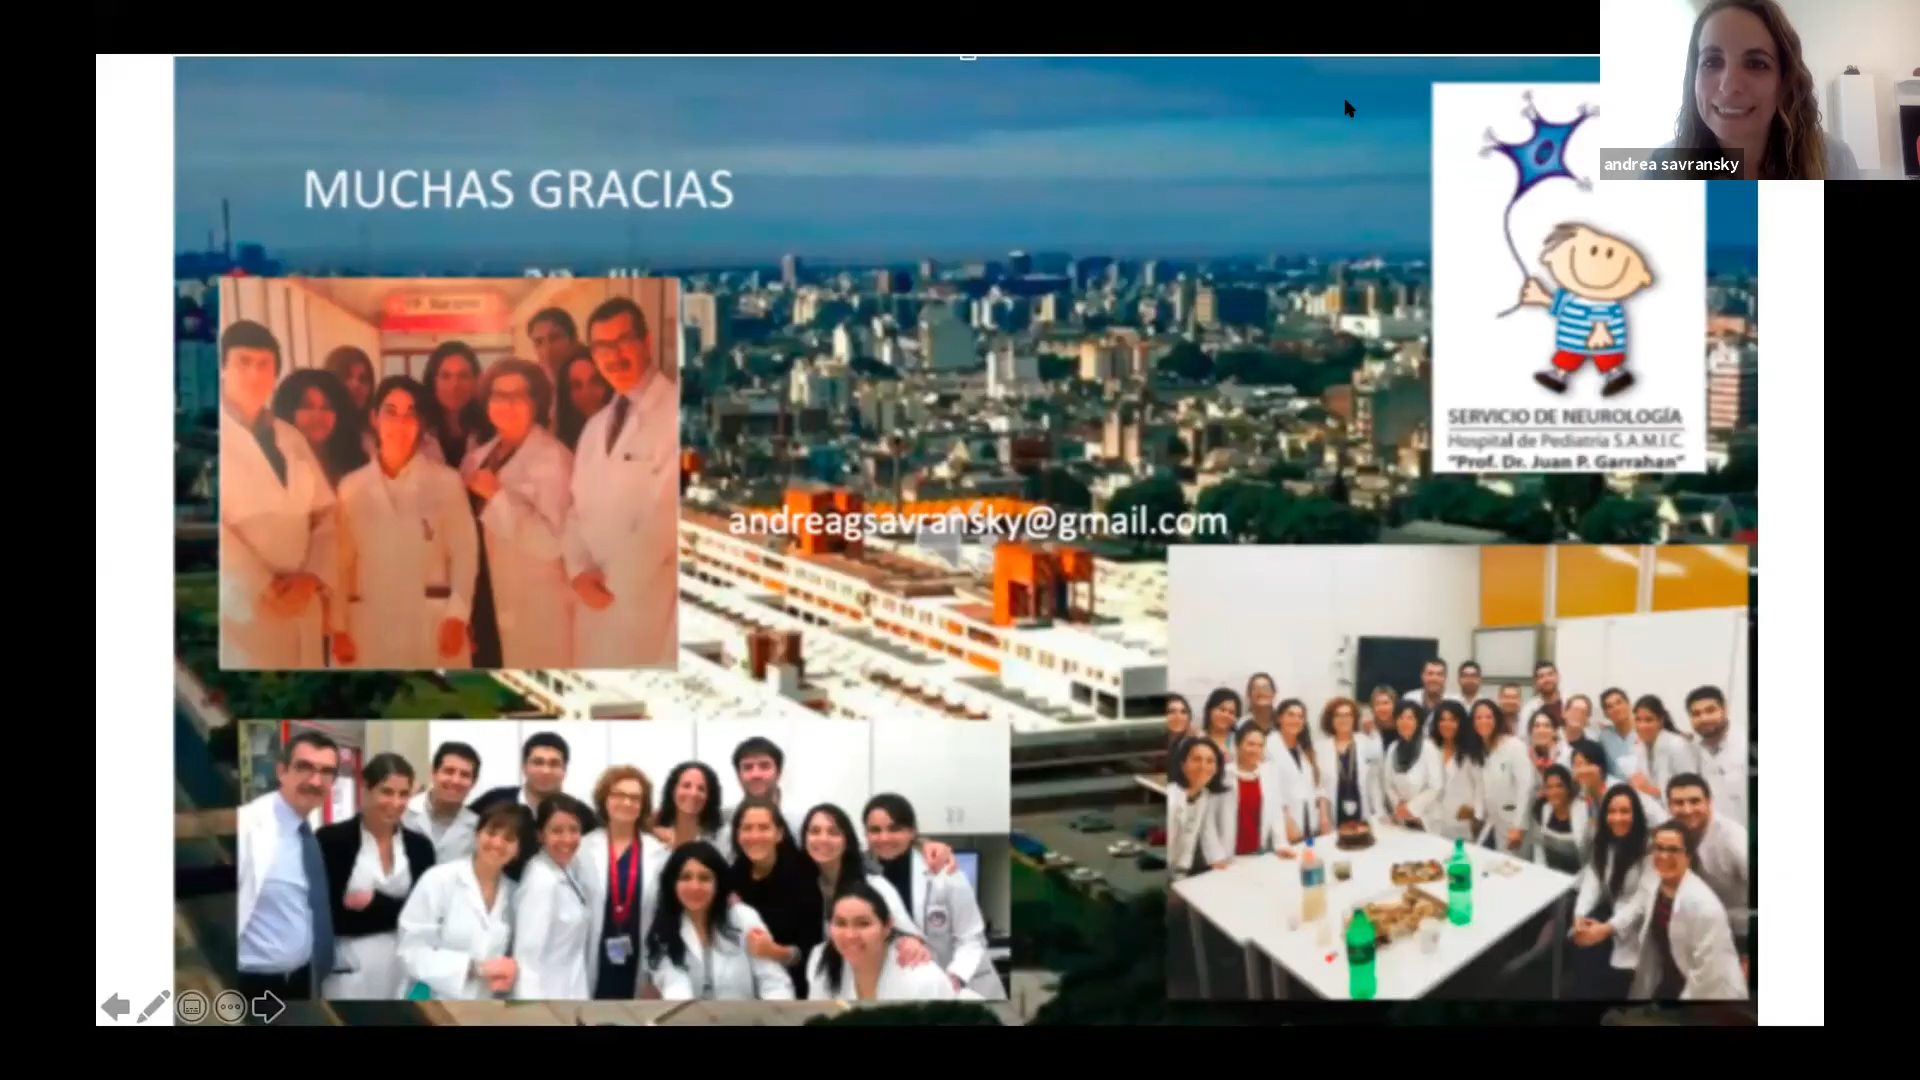 MUCHAS GRACIAS
andrea savransky
SERVICIO DE NEUROLOGÍA
Hospital de Pediatría S.A.M.I.C.
"Prof. Dr. Juan P. Garrahan"
andreagsavransky@gmail.com